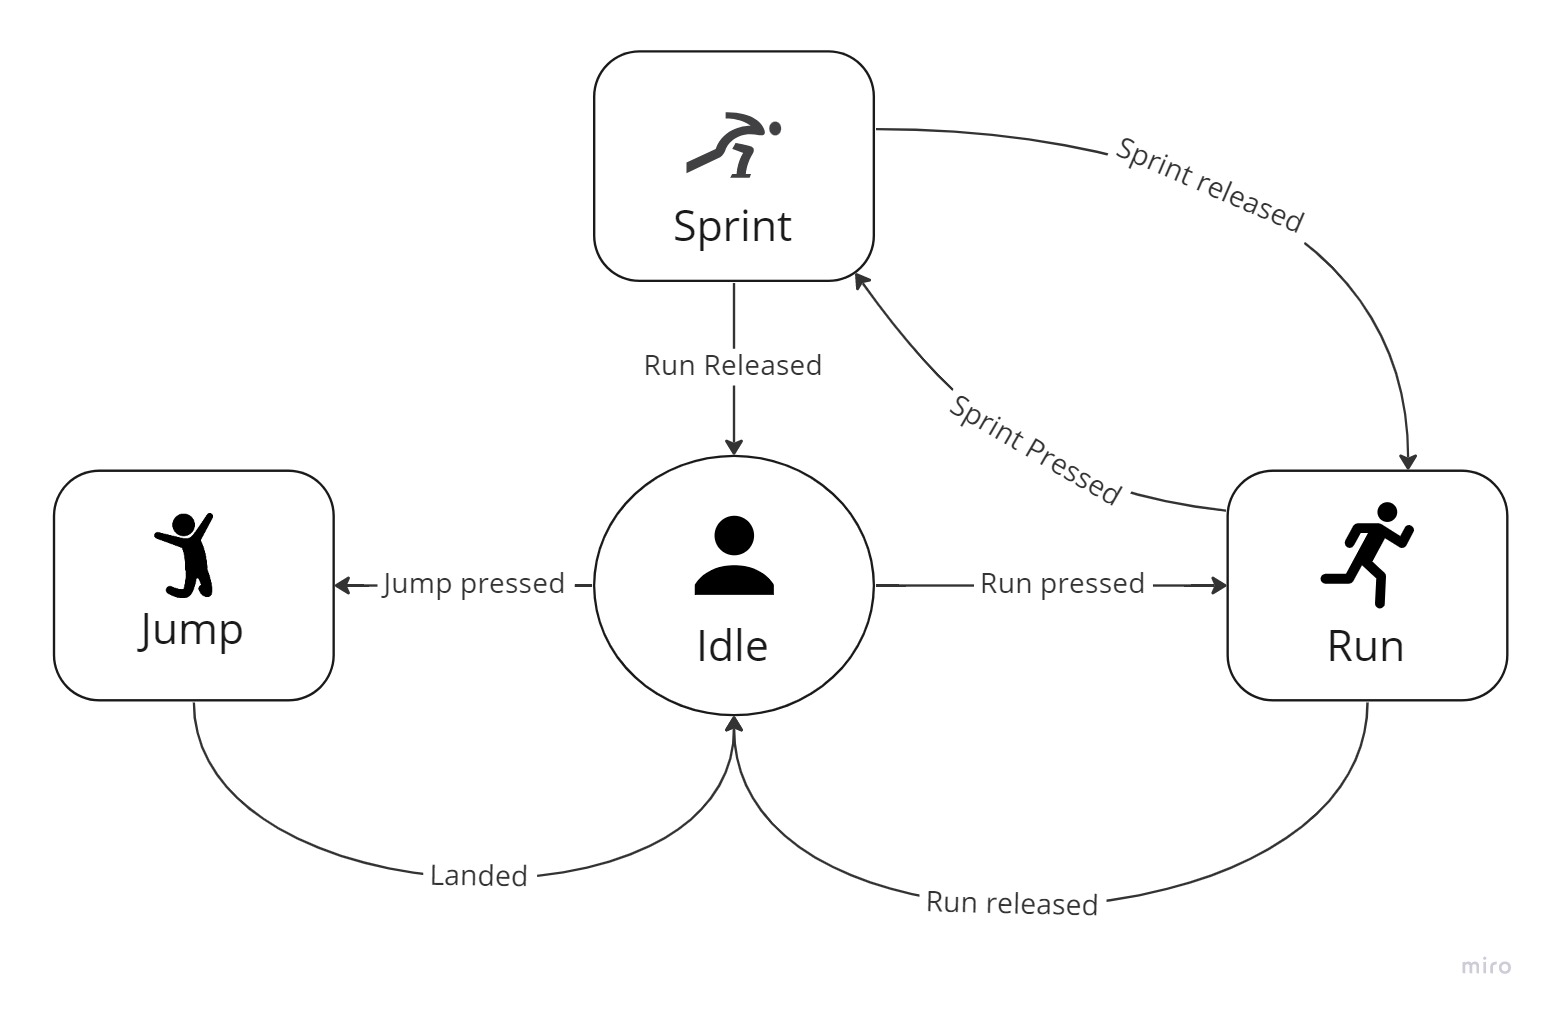 Sprint
Sprint released
Run Released
Sprint Pressed
Jump
Jump pressed
Idle
Run pressed
Run
Landed
Run released
miro